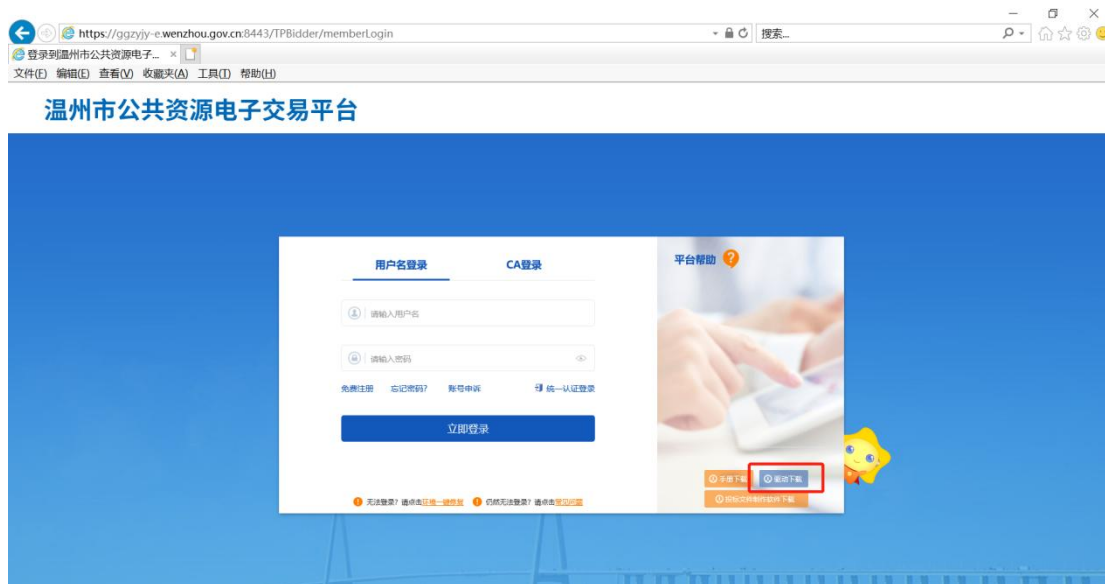 https://ggzyjy-e.wenzhou.gov.cn:8443/TPBidder/memberLogin
搜索...
登录到温州市公共资源电子...
文件(F) 编辑(E) 查看(V) 收藏夹(A) 工具(T) 帮助(H)
温州市公共资源电子交易平台
用户名登录 CA登录
请输入用户名
请输入密码
免费注册 忘记密码? 账号申诉 统一认证登录
立即登录
无法登录?请点击环境一键修复 仍然无法登录?请点击常见问题
平台帮助
手册下载 驱动下载
投标文件制作软件下载